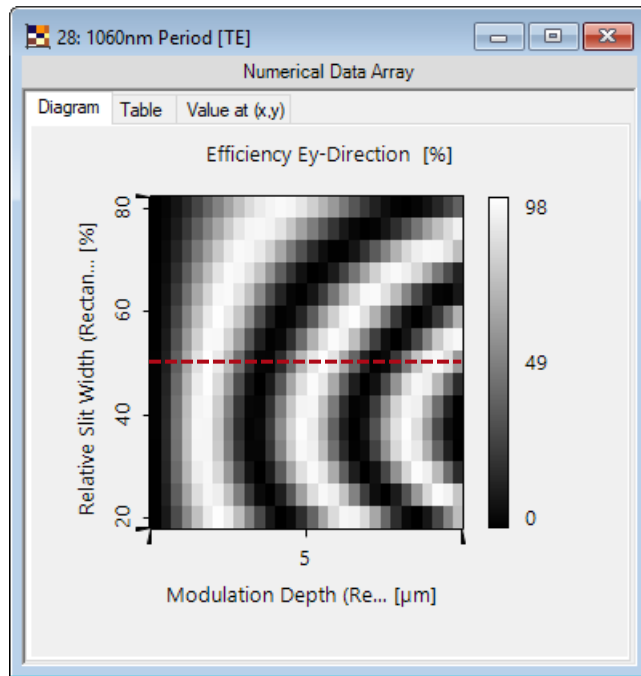 28: 1060nm Period [TE]
Numerical Data Array
Diagram Table Value at (x,y)
Efficiency Ey-Direction [%]
80
60
40
20
Relative Slit Width (Rectan... [%]
98
49
0
5
Modulation Depth (Re... [µm]